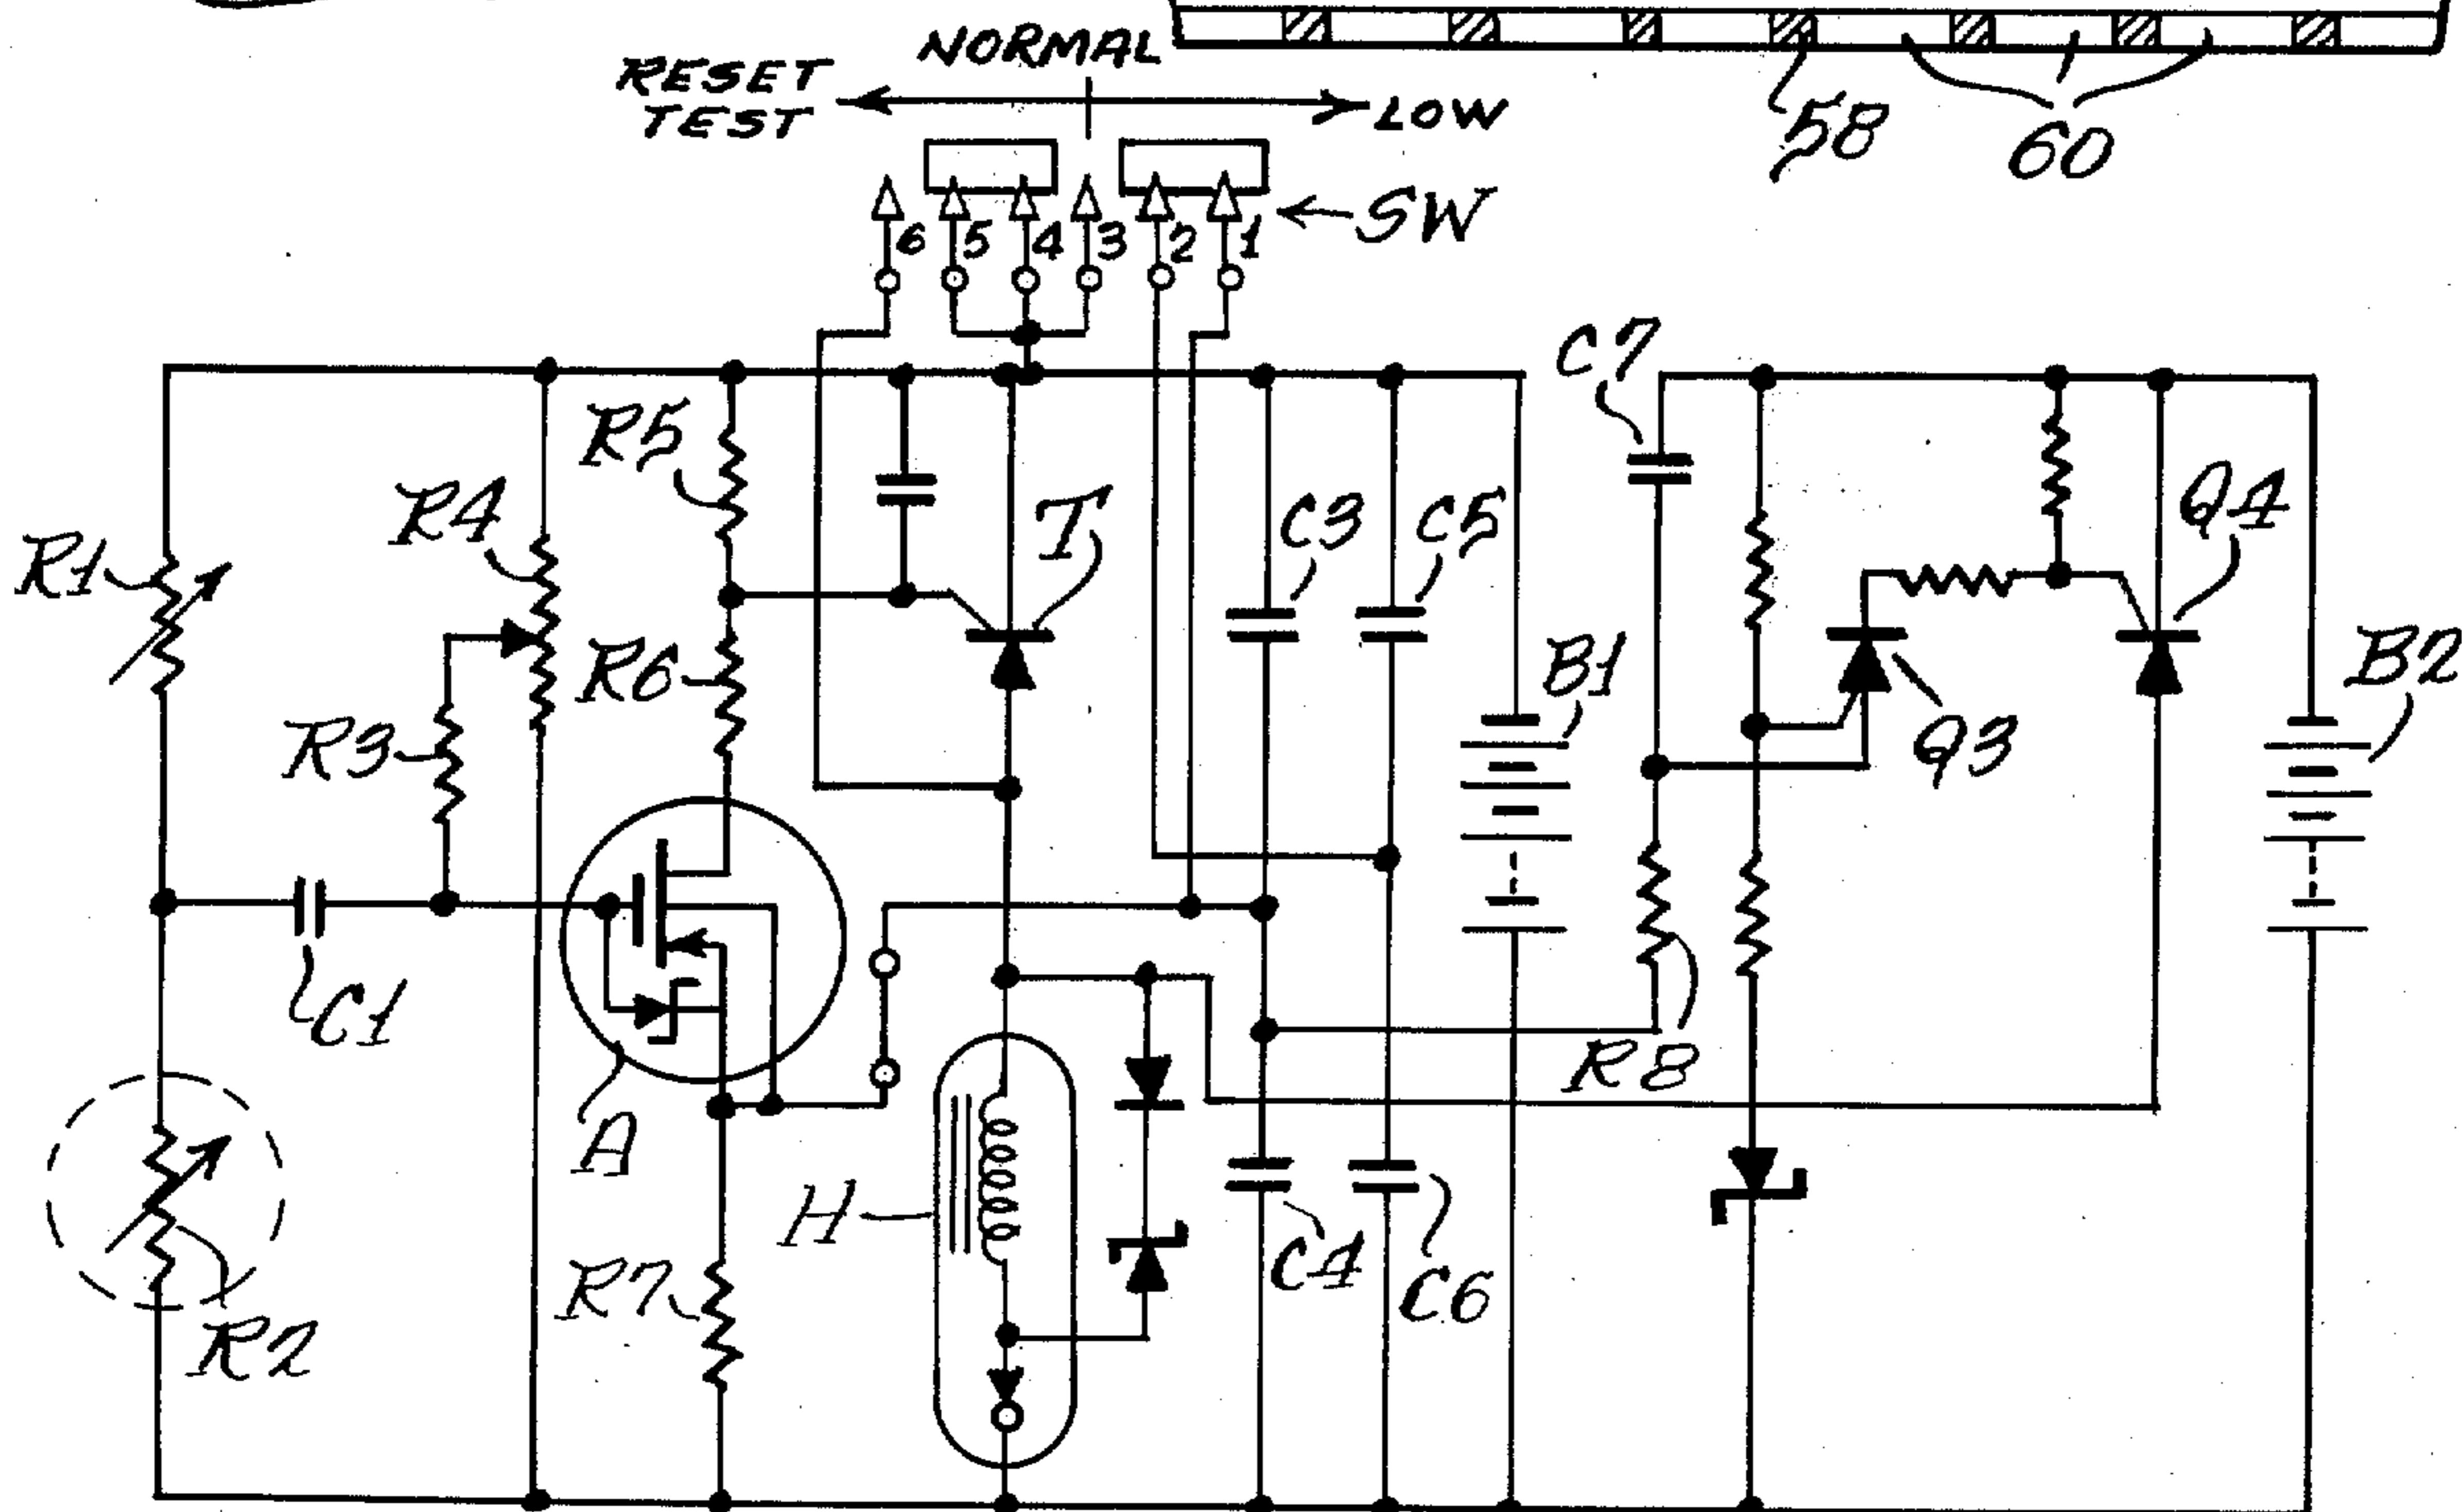 NORMAL
RESET
TEST
LOW
58
60
SW
6 5 4 3 2 1
C7
R5
R4
T
C3
C5
Q4
R1
R6
B1
B2
R3
Q3
C1
R8
A
H
C4
C6
R7
R2